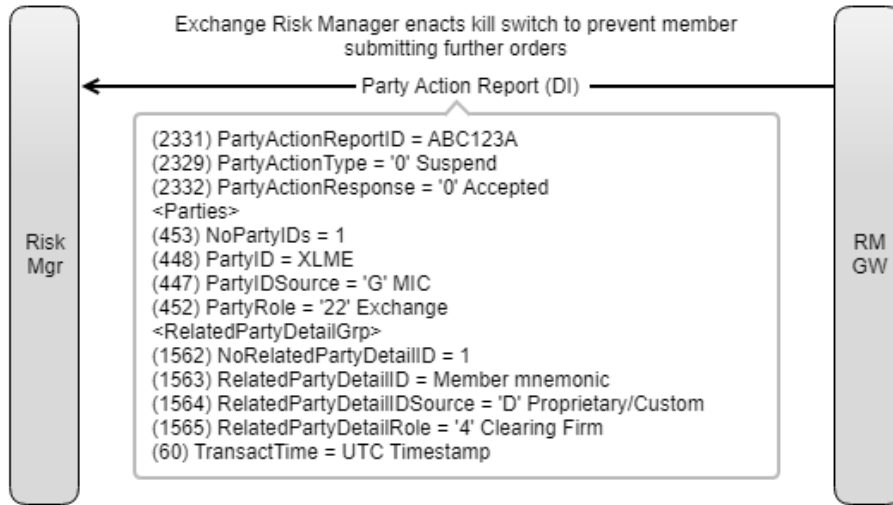 Exchange Risk Manager enacts kill switch to prevent member
submitting further orders
Party Action Report (DI)
(2331) PartyActionReportID = ABC123A
(2329) PartyActionType = '0' Suspend
(2332) PartyActionResponse = '0' Accepted
<Parties>
(453) NoPartyIDs = 1
(448) PartyID = XLME
(447) PartyIDSource = 'G' MIC
(452) PartyRole = '22' Exchange
<RelatedPartyDetailGrp>
(1562) NoRelatedPartyDetailID = 1
(1563) RelatedPartyDetailID = Member mnemonic
(1564) RelatedPartyDetailIDSource = 'D' Proprietary/Custom
(1565) RelatedPartyDetailRole = '4' Clearing Firm
(60) TransactTime = UTC Timestamp
Risk
Mgr
RM
GW